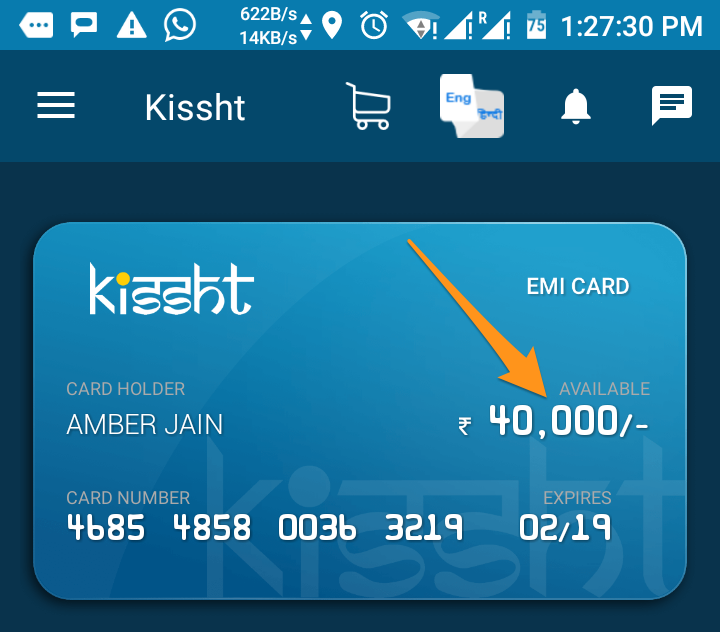 622B/s
14KB/s
R
75
1:27:30 PM
Kissht
Eng
हिन्दी
kissht
EMI CARD
CARD HOLDER
AVAILABLE
AMBER JAIN
₹ 40,000/-
CARD NUMBER
EXPIRES
4685 4858 0036 3219
02/19
kissht